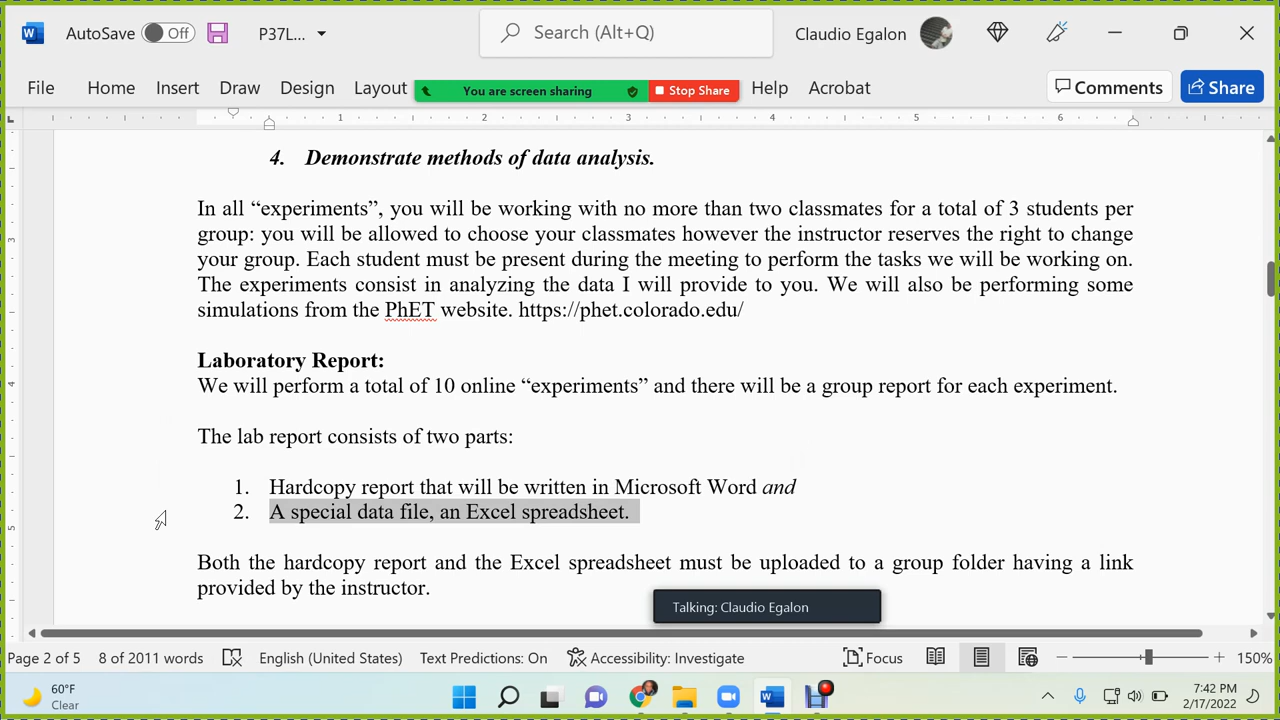 AutoSave Off P37L... Search (Alt+Q) Claudio Egalon
File Home Insert Draw Design Layout You are screen sharing Stop Share Help Acrobat Comments Share
1 2 3 4 5 6
4. Demonstrate methods of data analysis.
In all “experiments”, you will be working with no more than two classmates for a total of 3 students per
group: you will be allowed to choose your classmates however the instructor reserves the right to change
your group. Each student must be present during the meeting to perform the tasks we will be working on.
The experiments consist in analyzing the data I will provide to you. We will also be performing some
simulations from the PhET website. https://phet.colorado.edu/
Laboratory Report:
We will perform a total of 10 online “experiments” and there will be a group report for each experiment.
The lab report consists of two parts:
1. Hardcopy report that will be written in Microsoft Word and
2. A special data file, an Excel spreadsheet.
Both the hardcopy report and the Excel spreadsheet must be uploaded to a group folder having a link
provided by the instructor.
Talking: Claudio Egalon
Page 2 of 5 8 of 2011 words English (United States) Text Predictions: On Accessibility: Investigate Focus 150%
60°F
Clear
7:42 PM
2/17/2022